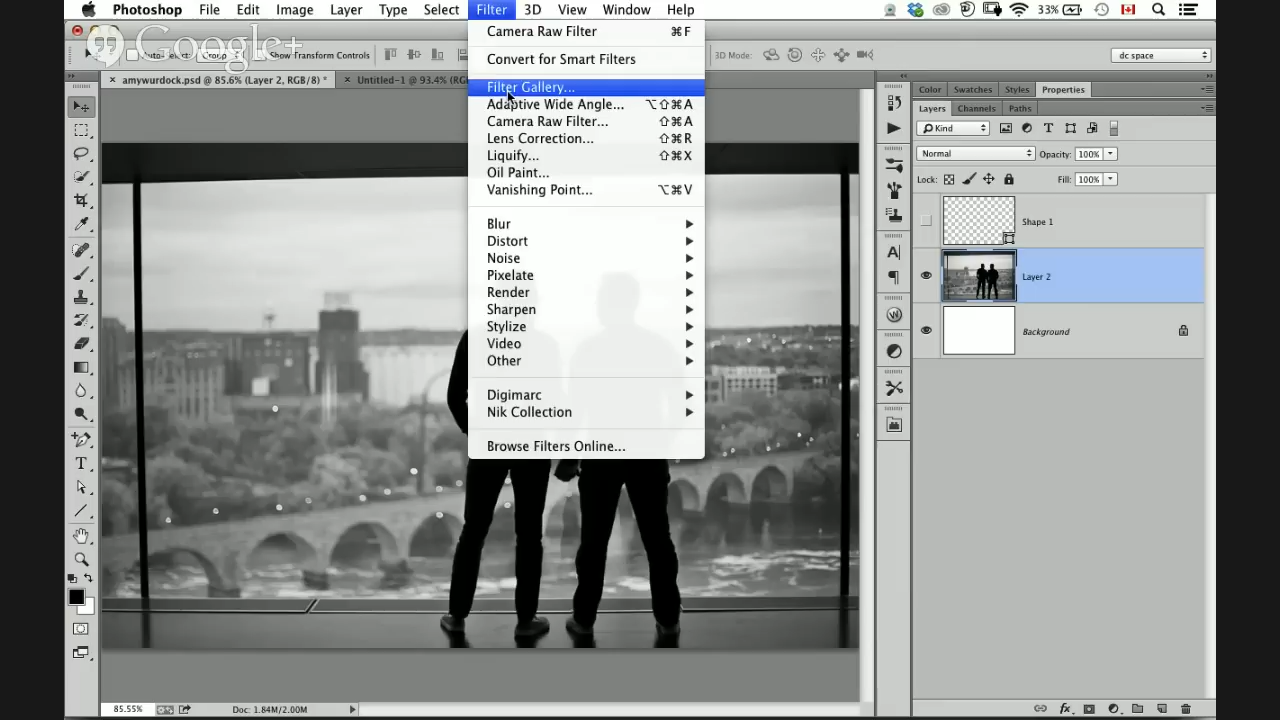 Photoshop File Edit Image Layer Type Select Filter 3D View Window Help 33%
Google+
Show Transform Controls
3D Mode:
dc space
amywurdock.psd @ 85.6% (Layer 2, RGB/8) *
Untitled-1 @ 93.4% (RG
Camera Raw Filter ⌘F
Convert for Smart Filters
Filter Gallery...
Adaptive Wide Angle... ⌥⇧⌘A
Camera Raw Filter... ⇧⌘A
Lens Correction... ⇧⌘R
Liquify... ⇧⌘X
Oil Paint...
Vanishing Point... ⌥⌘V
Blur
Distort
Noise
Pixelate
Render
Sharpen
Stylize
Video
Other
Digimarc
Nik Collection
Browse Filters Online...
Color Swatches Styles Properties
Layers Channels Paths
Kind
Normal Opacity: 100%
Lock: Fill: 100%
Shape 1
Layer 2
Background
85.55% Doc: 1.84M/2.00M